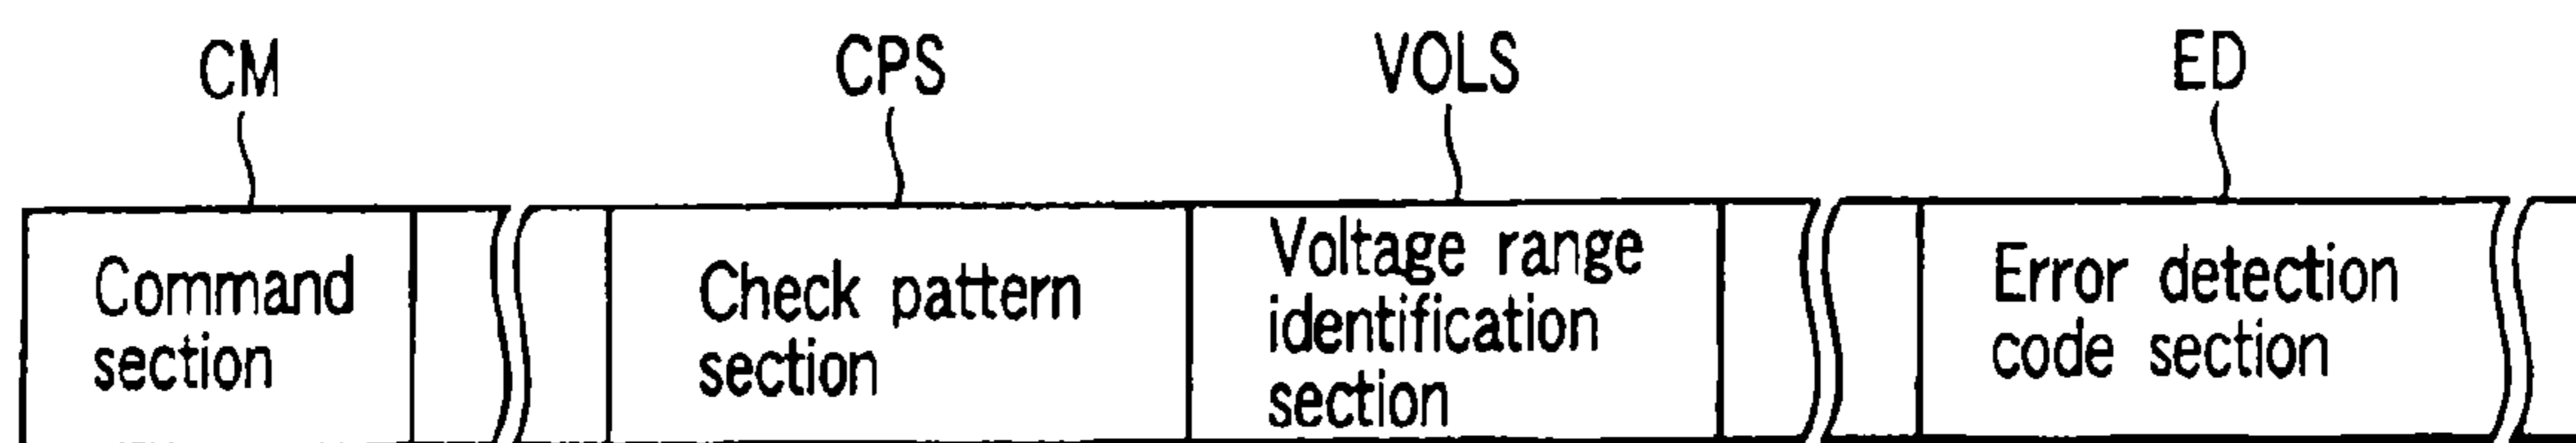 CM CPS VOLS ED
Command
section
Check pattern
section
Voltage range
identification
section
Error detection
code section